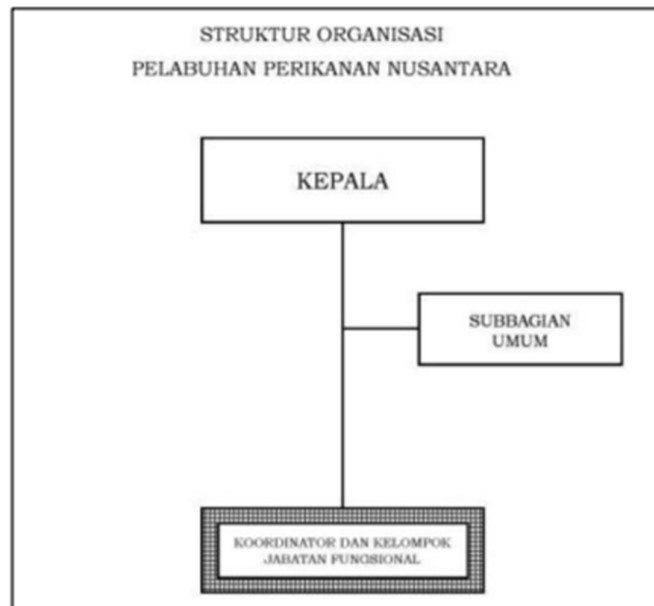 STRUKTUR ORGANISASI
PELABUHAN PERIKANAN NUSANTARA
KEPALA
SUBBAGIAN
UMUM
KOORDINATOR DAN KELOMPOK
JABATAN FUNGSIONAL